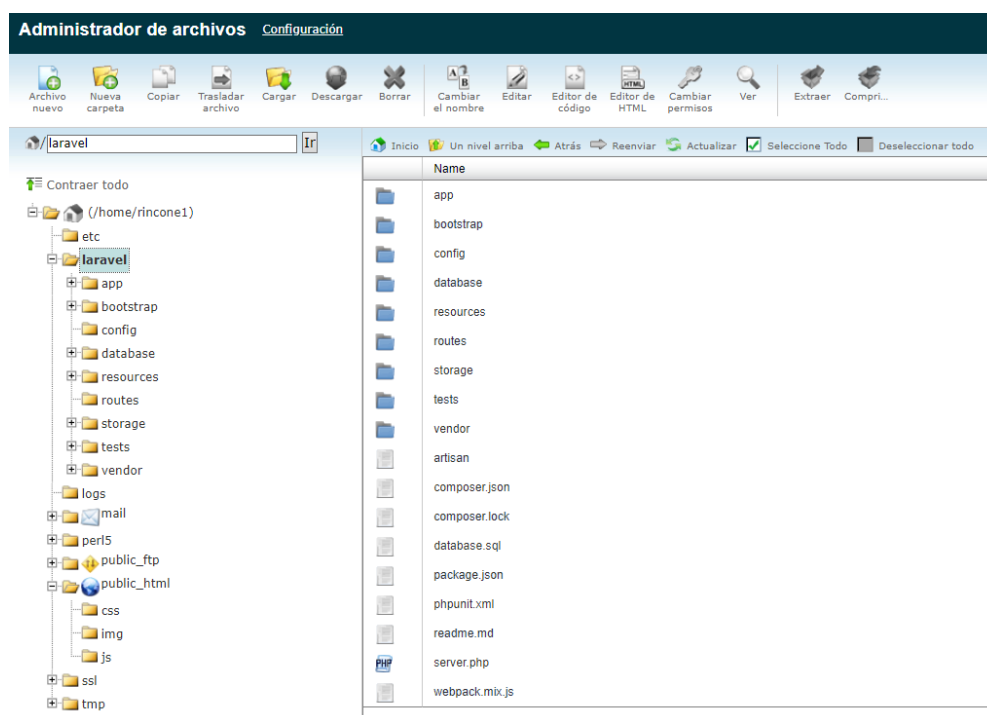 Administrador de archivos Configuración
Archivo nuevo
Nueva carpeta
Copiar
Trasladar archivo
Cargar
Descargar
Borrar
Cambiar el nombre
Editar
Editor de código
Editor de HTML
Cambiar permisos
Ver
Extraer
Compri...
/ laravel Ir
Inicio Un nivel arriba Atrás Reenviar Actualizar Seleccione Todo Deseleccionar todo
Contraer todo
(/home/rincone1)
etc
laravel
app
bootstrap
config
database
resources
routes
storage
tests
vendor
logs
mail
perl5
public_ftp
public_html
css
img
js
ssl
tmp
Name
app
bootstrap
config
database
resources
routes
storage
tests
vendor
artisan
composer.json
composer.lock
database.sql
package.json
phpunit.xml
readme.md
PHP server.php
webpack.mix.js